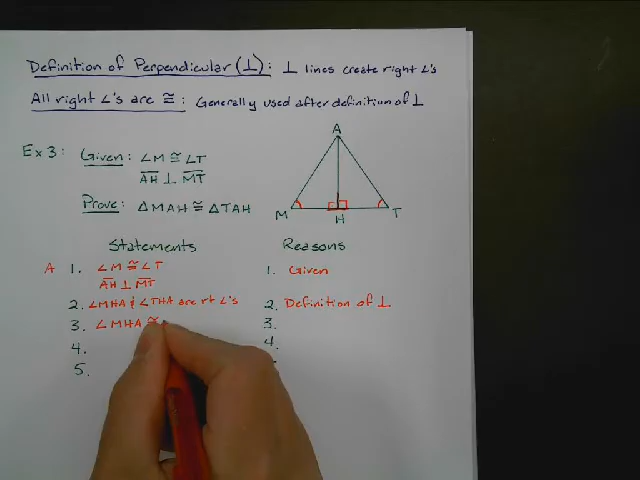 Definition of Perpendicular (⊥): ⊥ lines create right ∠'s
All right ∠'s are ≅: Generally used after definition of ⊥
Ex 3: Given: ∠M ≅ ∠T
AH ⊥ MT
Prove: △MAH ≅ △TAH
A
M
H
T
Statements
Reasons
A 1. ∠M ≅ ∠T
AH ⊥ MT
1. Given
2. ∠MHA & ∠THA are rt ∠'s
2. Definition of ⊥
3. ∠MHA ≅
3.
4.
4.
5.